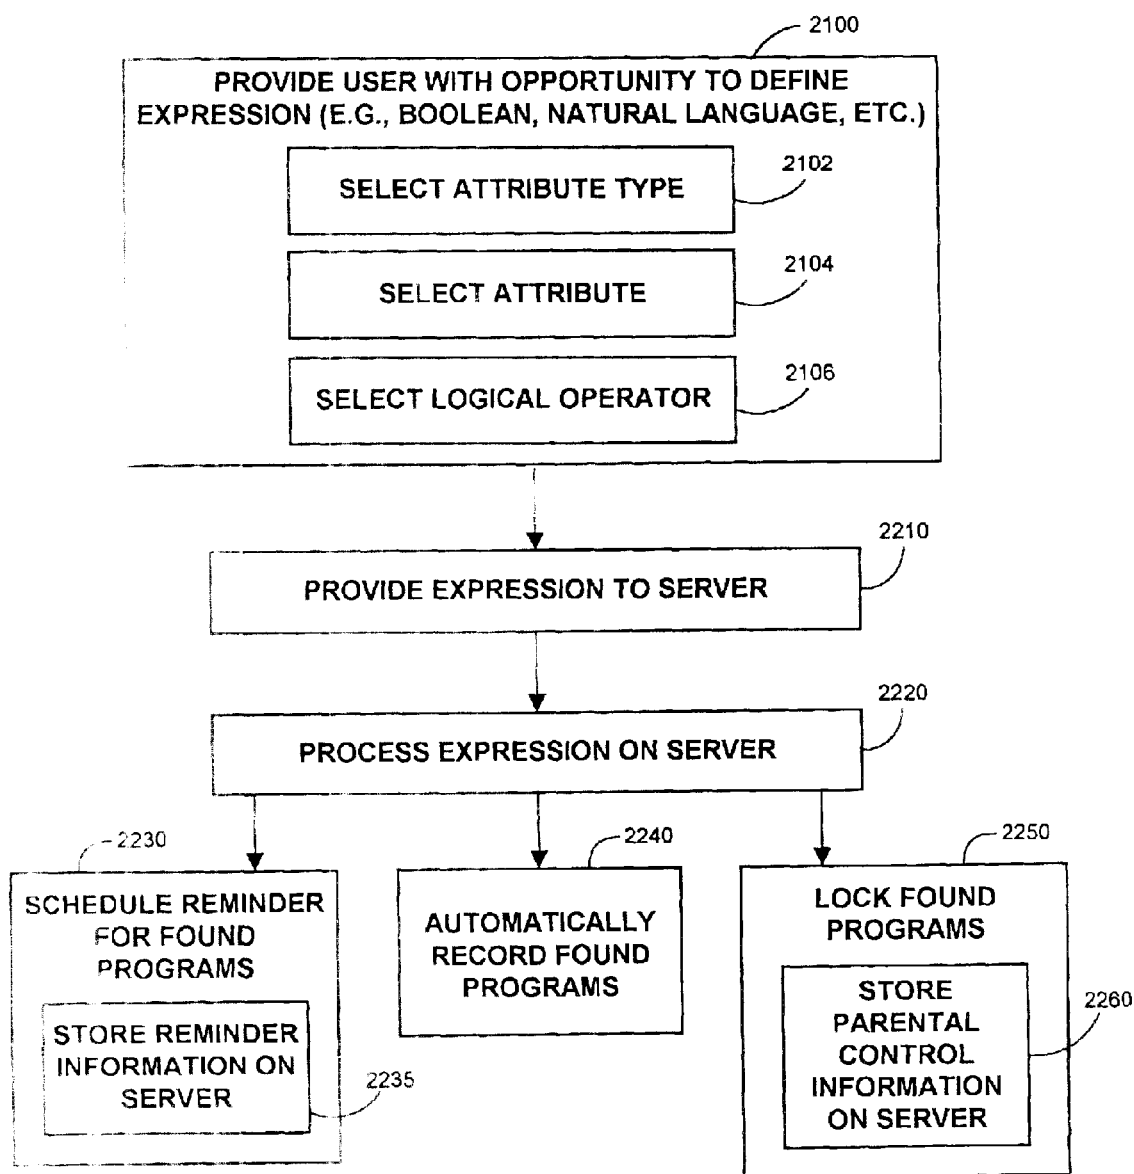 2100
PROVIDE USER WITH OPPORTUNITY TO DEFINE
EXPRESSION (E.G., BOOLEAN, NATURAL LANGUAGE, ETC.)
SELECT ATTRIBUTE TYPE
2102
SELECT ATTRIBUTE
2104
SELECT LOGICAL OPERATOR
2106
2210
PROVIDE EXPRESSION TO SERVER
2220
PROCESS EXPRESSION ON SERVER
2230
SCHEDULE REMINDER
FOR FOUND
PROGRAMS
STORE REMINDER
INFORMATION ON
SERVER
2235
2240
AUTOMATICALLY
RECORD FOUND
PROGRAMS
2250
LOCK FOUND
PROGRAMS
STORE
PARENTAL
CONTROL
INFORMATION
ON SERVER
2260